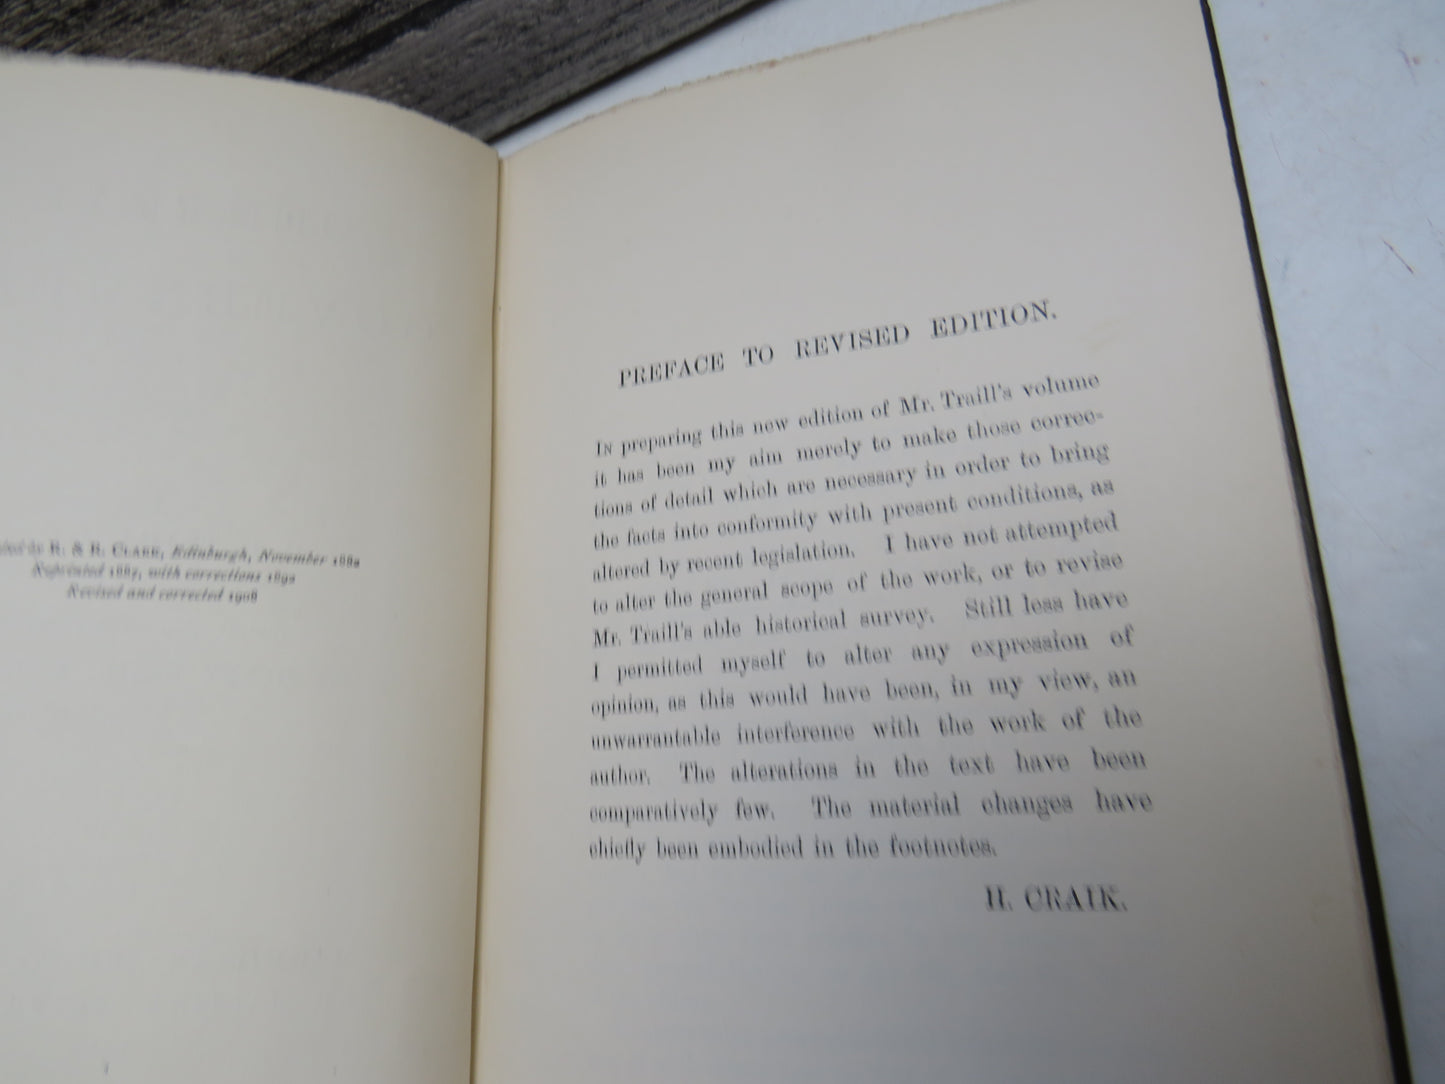 by R. & R. CLARK, Edinburgh, November 1881
Reprinted 1887, with corrections 1892
Revised and corrected 1908
PREFACE TO REVISED EDITION.
IN preparing this new edition of Mr. Traill's volume
it has been my aim merely to make those correc-
tions of detail which are necessary in order to bring
the facts into conformity with present conditions, as
altered by recent legislation. I have not attempted
to alter the general scope of the work, or to revise
Mr. Traill's able historical survey. Still less have
I permitted myself to alter any expression of
opinion, as this would have been, in my view, an
unwarrantable interference with the work of the
author. The alterations in the text have been
comparatively few. The material changes have
chiefly been embodied in the footnotes.
H. CRAIK.